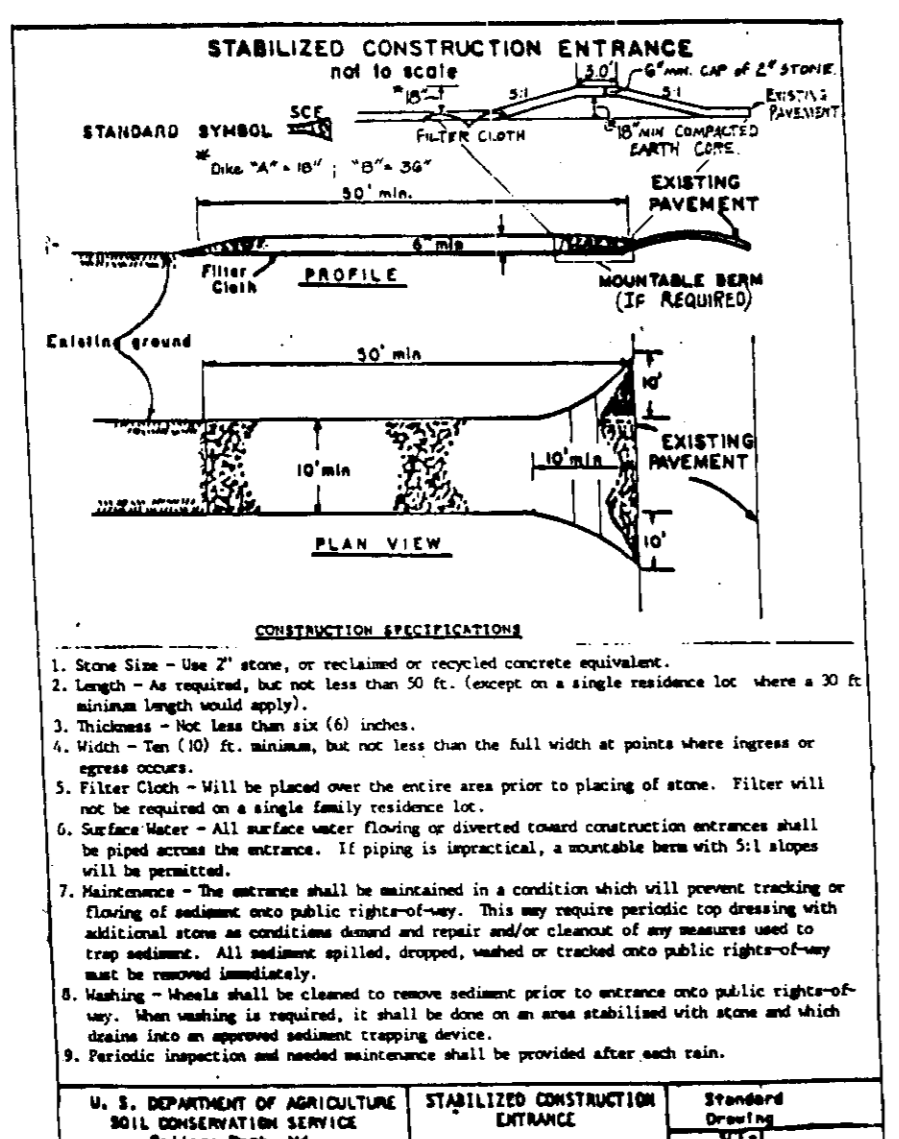 STABILIZED CONSTRUCTION ENTRANCE
not to scale
3.0'
6" MIN. CAP of 2" STONE.
*18"
5:1
5:1
EXISTING PAVEMENT
STANDARD SYMBOL SCE
FILTER CLOTH
*18" MIN COMPACTED
EARTH CORE.
* Dike "A" = 18" ; "B" = 36"
50' min.
EXISTING
PAVEMENT
6" min
Filter
Cloth
PROFILE
MOUNTABLE BERM
(IF REQUIRED)
Existing ground
50' min
10'
10' min
10' min
EXISTING
PAVEMENT
10'
PLAN VIEW
CONSTRUCTION SPECIFICATIONS
1. Stone Size - Use 2" stone, or reclaimed or recycled concrete equivalent.
2. Length - As required, but not less than 50 ft. (except on a single residence lot where a 30 ft
minimum length would apply).
3. Thickness - Not less than six (6) inches.
4. Width - Ten (10) ft. minimum, but not less than the full width at points where ingress or
egress occurs.
5. Filter Cloth - Will be placed over the entire area prior to placing of stone. Filter will
not be required on a single family residence lot.
6. Surface Water - All surface water flowing or diverted toward construction entrances shall
be piped across the entrance. If piping is impractical, a mountable berm with 5:1 slopes
will be permitted.
7. Maintenance - The entrance shall be maintained in a condition which will prevent tracking or
flowing of sediment onto public rights-of-way. This may require periodic top dressing with
additional stone as conditions demand and repair and/or cleanout of any measures used to
trap sediment. All sediment spilled, dropped, washed or tracked onto public rights-of-way
must be removed immediately.
8. Washing - Wheels shall be cleaned to remove sediment prior to entrance onto public rights-of-
way. When washing is required, it shall be done on an area stabilized with stone and which
drains into an approved sediment trapping device.
9. Periodic inspection and needed maintenance shall be provided after each rain.
U. S. DEPARTMENT OF AGRICULTURE
SOIL CONSERVATION SERVICE
STABILIZED CONSTRUCTION
ENTRANCE
Standard
Drawing